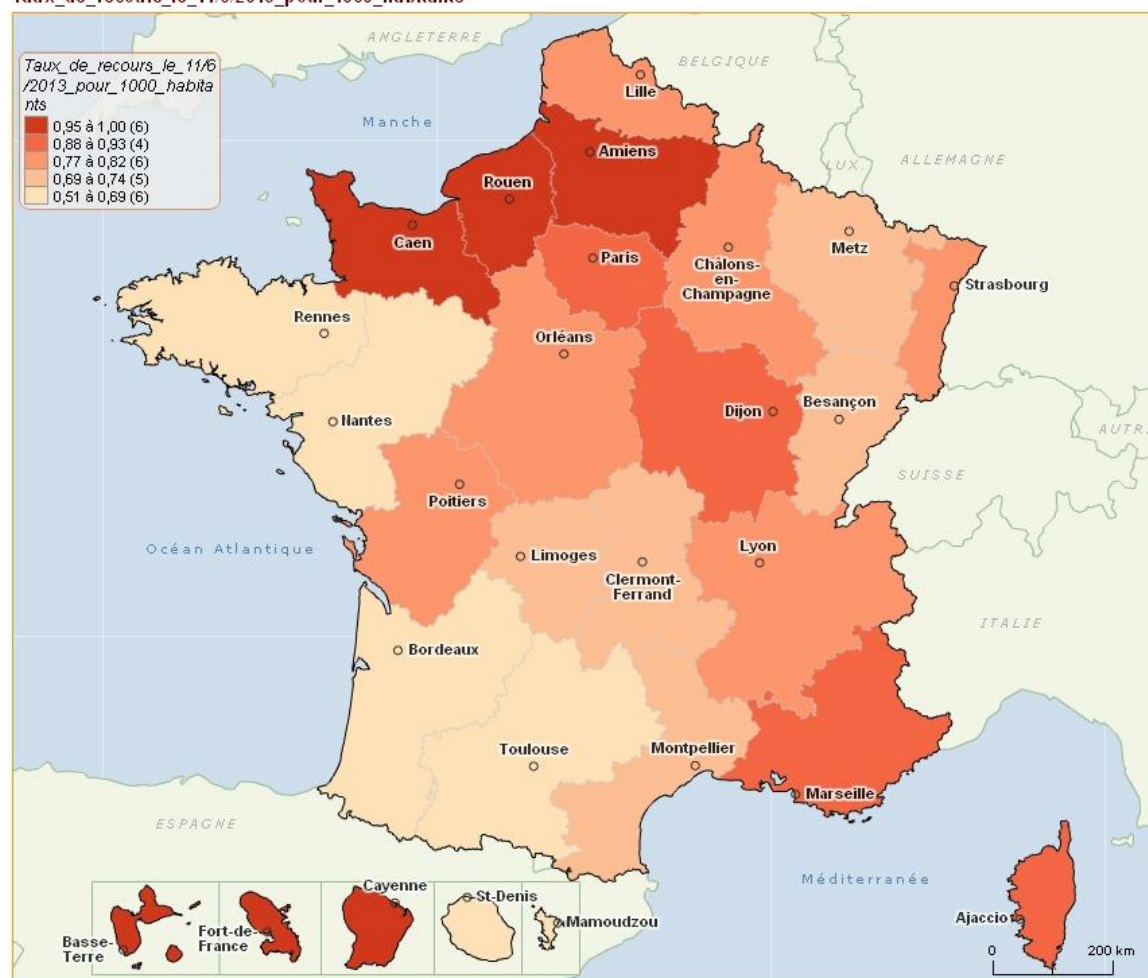 ANGLETERRE
BELGIQUE
Taux_de_recours_le_11/6
/2013_pour_1000_habita
nts
0,95 à 1,00 (6)
0,88 à 0,93 (4)
0,77 à 0,82 (6)
0,69 à 0,74 (5)
0,51 à 0,69 (6)
Manche
Lille
Amiens
LUX.
ALLEMAGNE
Rouen
Caen
Paris
Châlons-
en-
Champagne
Metz
Strasbourg
Rennes
Orléans
Nantes
Dijon
Besançon
AUTR
SUISSE
Poitiers
Océan Atlantique
Limoges
Clermont-
Ferrand
Lyon
ITALIE
Bordeaux
Toulouse
Montpellier
Marseille
ESPAGNE
Méditerranée
Ajaccio
Basse-
Terre
Fort-de-
France
Cayenne
St-Denis
Mamoudzou
0 200 km